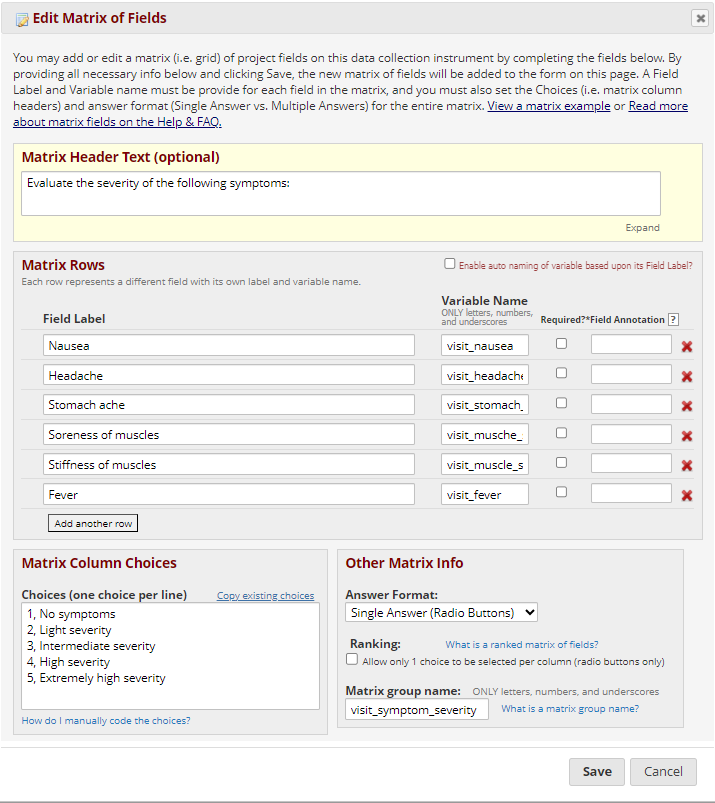 Edit Matrix of Fields
You may add or edit a matrix (i.e. grid) of project fields on this data collection instrument by completing the fields below. By
providing all necessary info below and clicking Save, the new matrix of fields will be added to the form on this page. A Field
Label and Variable name must be provide for each field in the matrix, and you must also set the Choices (i.e. matrix column
headers) and answer format (Single Answer vs. Multiple Answers) for the entire matrix. View a matrix example or Read more
about matrix fields on the Help & FAQ.
Matrix Header Text (optional)
Evaluate the severity of the following symptoms:
Expand
Matrix Rows
Enable auto naming of variable based upon its Field Label?
Each row represents a different field with its own label and variable name.
Field Label
Variable Name
ONLY letters, numbers,
and underscores
Required?*
Field Annotation ?
Nausea visit_nausea
Headache visit_headache
Stomach ache visit_stomach_
Soreness of muscles visit_musche_
Stiffness of muscles visit_muscle_s
Fever visit_fever
Add another row
Matrix Column Choices
Choices (one choice per line) Copy existing choices
1, No symptoms
2, Light severity
3, Intermediate severity
4, High severity
5, Extremely high severity
How do I manually code the choices?
Other Matrix Info
Answer Format:
Single Answer (Radio Buttons)
Ranking: What is a ranked matrix of fields?
Allow only 1 choice to be selected per column (radio buttons only)
Matrix group name: ONLY letters, numbers, and underscores
visit_symptom_severity What is a matrix group name?
Save Cancel